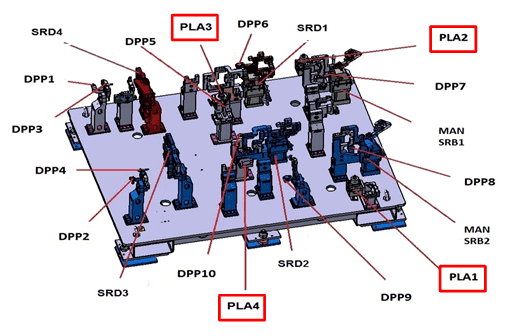 PLA3
DPP6
SRD4
DPP5
SRD1
PLA2
DPP1
DPP7
DPP3
MAN
SRB1
DPP4
DPP8
DPP2
MAN
SRB2
SRD3
DPP10
SRD2
PLA1
PLA4
DPP9